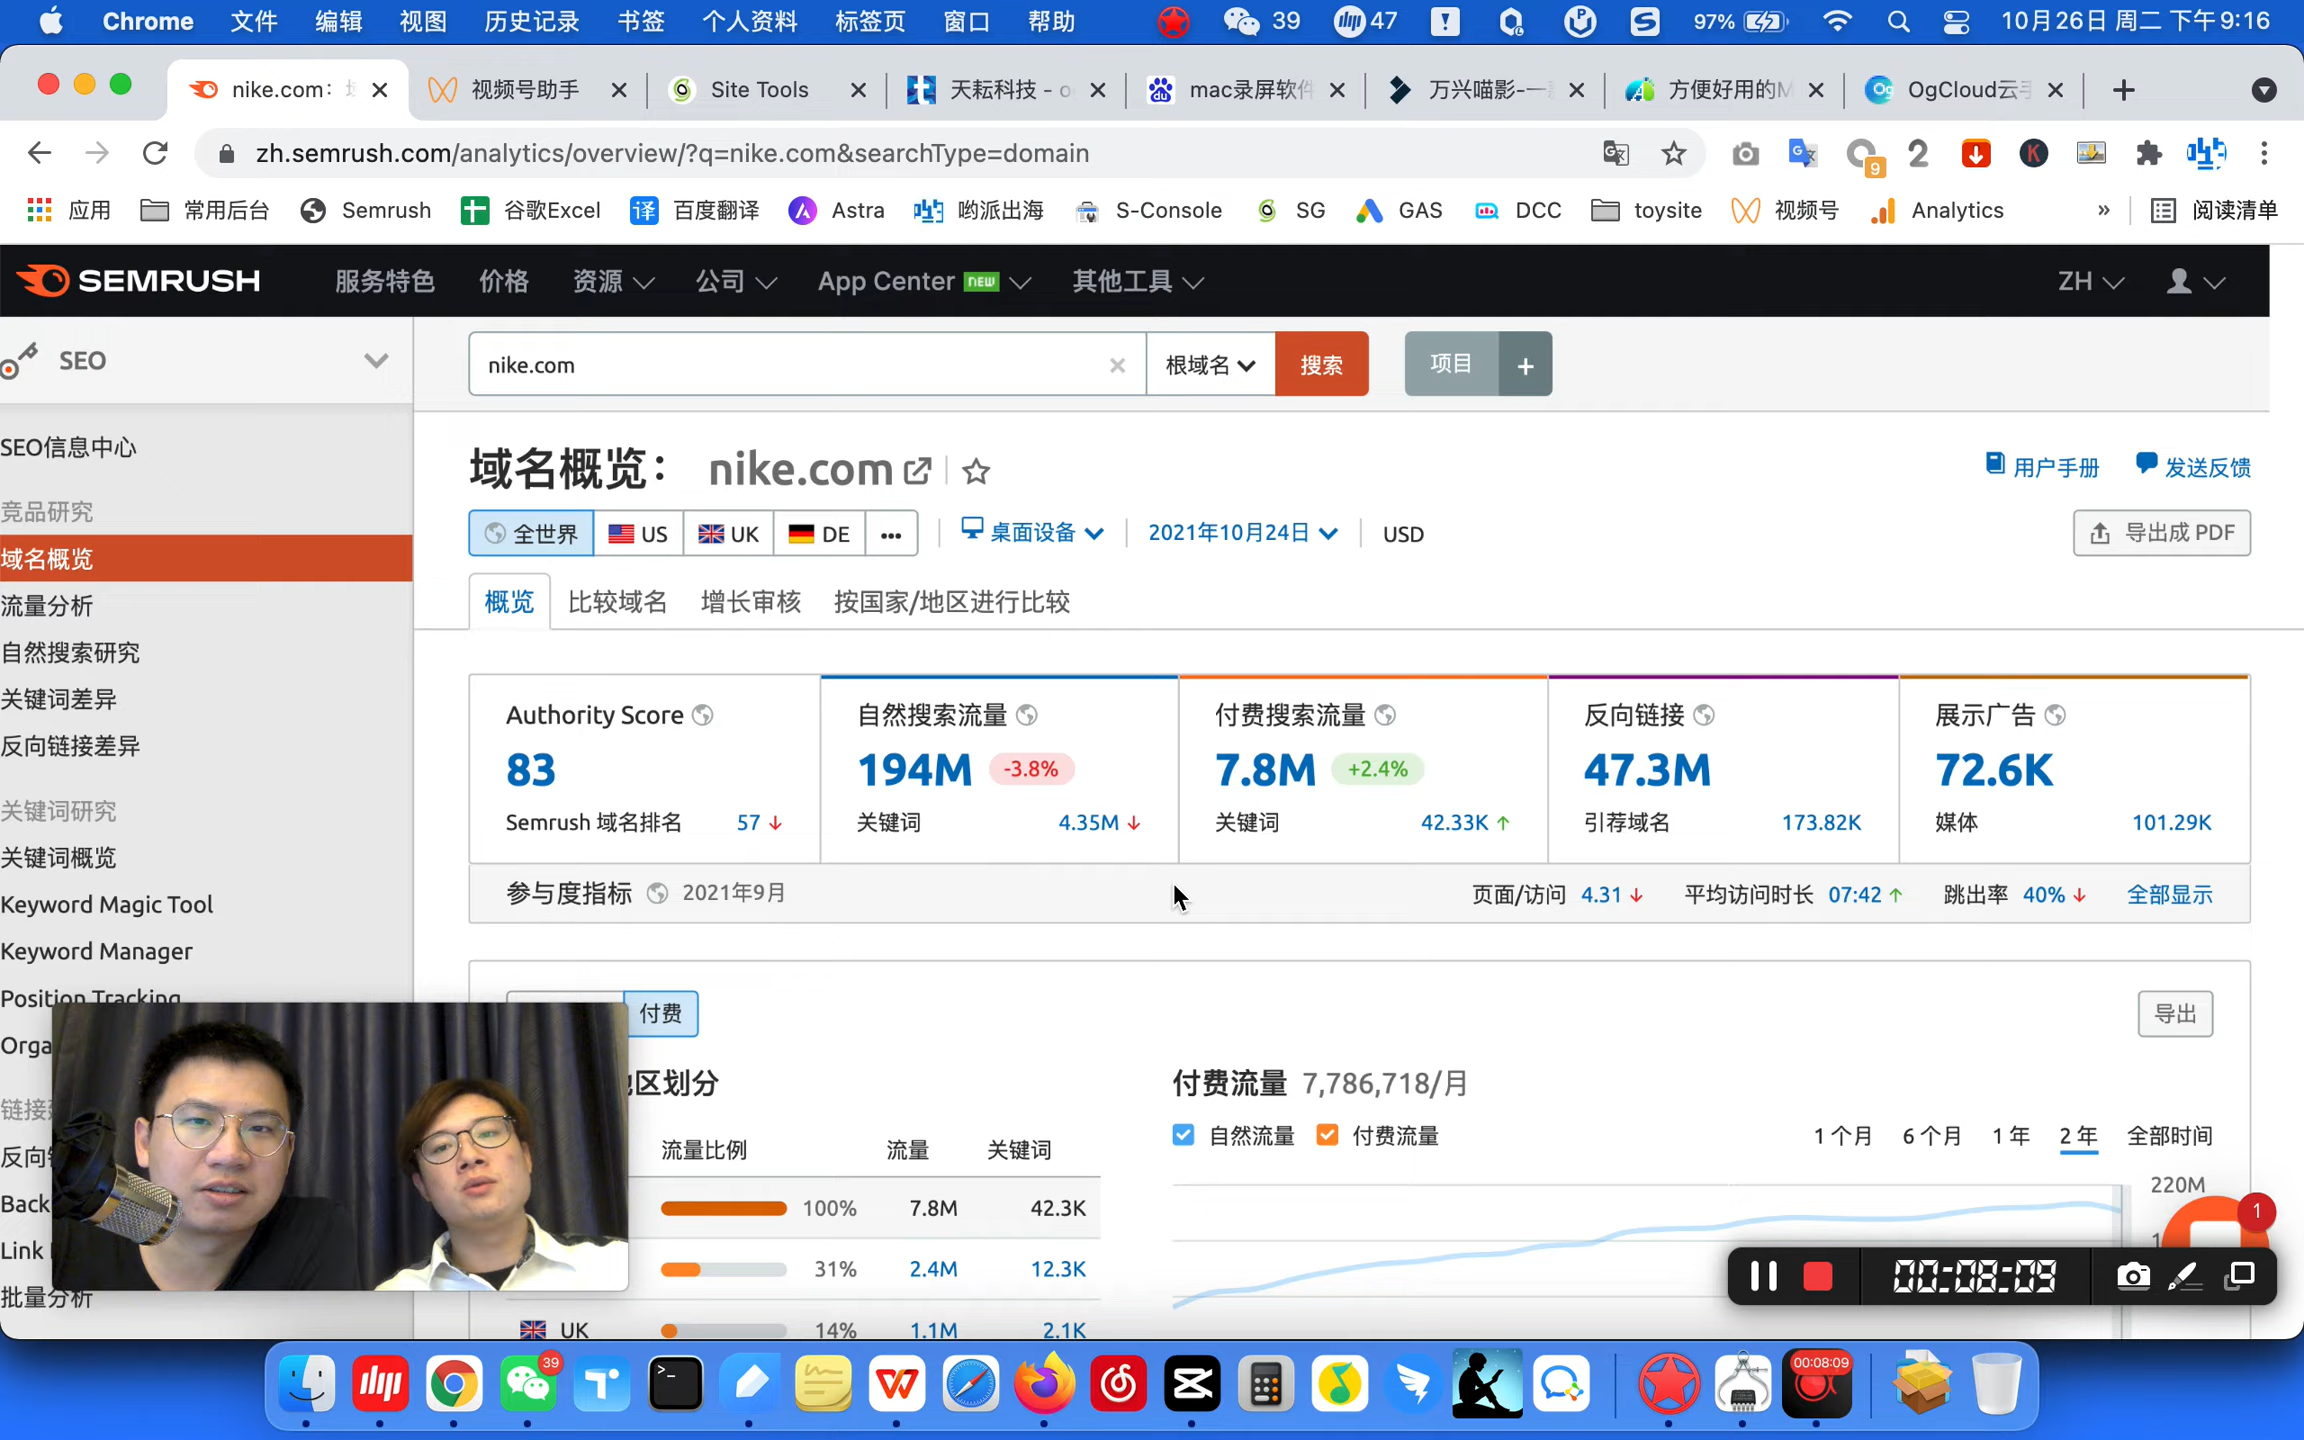 Chrome 文件 编辑 视图 历史记录 书签 个人资料 标签页 窗口 帮助 39 47 97% 10月26日 周二 下午9:16
nike.com: 视频号助手 Site Tools 天耘科技 - mac录屏软件 万兴喵影-一 方便好用的M OgCloud云手
zh.semrush.com/analytics/overview/?q=nike.com&searchType=domain 9
应用 常用后台 Semrush 谷歌Excel 译 百度翻译 Astra 哟派出海 S-Console SG GAS DCC toysite 视频号 Analytics » 阅读清单
SEMRUSH 服务特色 价格 资源 公司 App Center NEW 其他工具 ZH
SEO
nike.com 根域名 搜索 项目 +
SEO信息中心
竞品研究
域名概览
流量分析
自然搜索研究
关键词差异
反向链接差异
关键词研究
关键词概览
Keyword Magic Tool
Keyword Manager
Position Tracking
Orga
链接
反向
Back
Link
批量分析
域名概览： nike.com
用户手册 发送反馈
全世界 US UK DE ... 桌面设备 2021年10月24日 USD 导出成 PDF
概览 比较域名 增长审核 按国家/地区进行比较
Authority Score 自然搜索流量 付费搜索流量 反向链接 展示广告
83 194M -3.8% 7.8M +2.4% 47.3M 72.6K
Semrush 域名排名 57 ↓ 关键词 4.35M ↓ 关键词 42.33K ↑ 引荐域名 173.82K 媒体 101.29K
参与度指标 2021年9月 页面/访问 4.31 ↓ 平均访问时长 07:42 ↑ 跳出率 40% ↓ 全部显示
付费 导出
区划分
流量比例 流量 关键词
100% 7.8M 42.3K
31% 2.4M 12.3K
UK 14% 1.1M 2.1K
付费流量 7,786,718/月
自然流量 付费流量 1 个月 6 个月 1 年 2 年 全部时间
220M
1
00:08:09
39
00:08:09